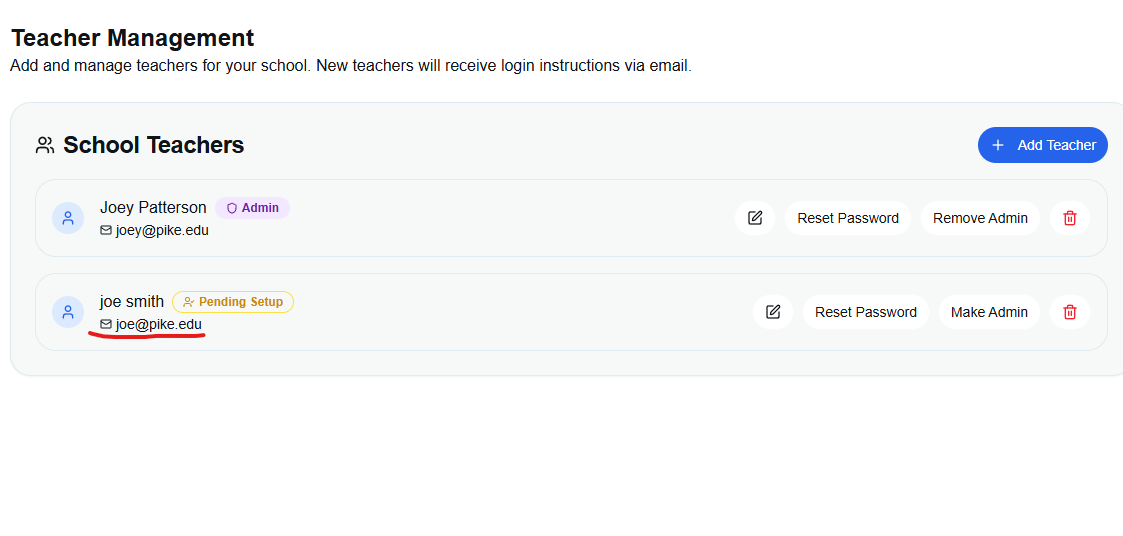 Teacher Management
Add and manage teachers for your school. New teachers will receive login instructions via email.
School Teachers
Add Teacher
Joey Patterson Admin
joey@pike.edu
Reset Password Remove Admin
joe smith Pending Setup
joe@pike.edu
Reset Password Make Admin